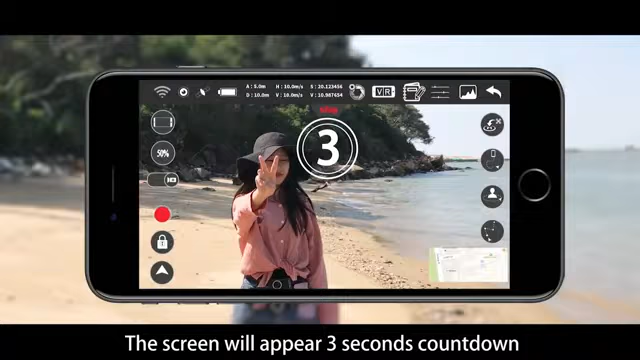 A : 5.0m H : 10.0m/s S : 20.123456
D : 10.0m V : 10.0m/s V : 10.987654
VR
3
50%
The screen will appear 3 seconds countdown